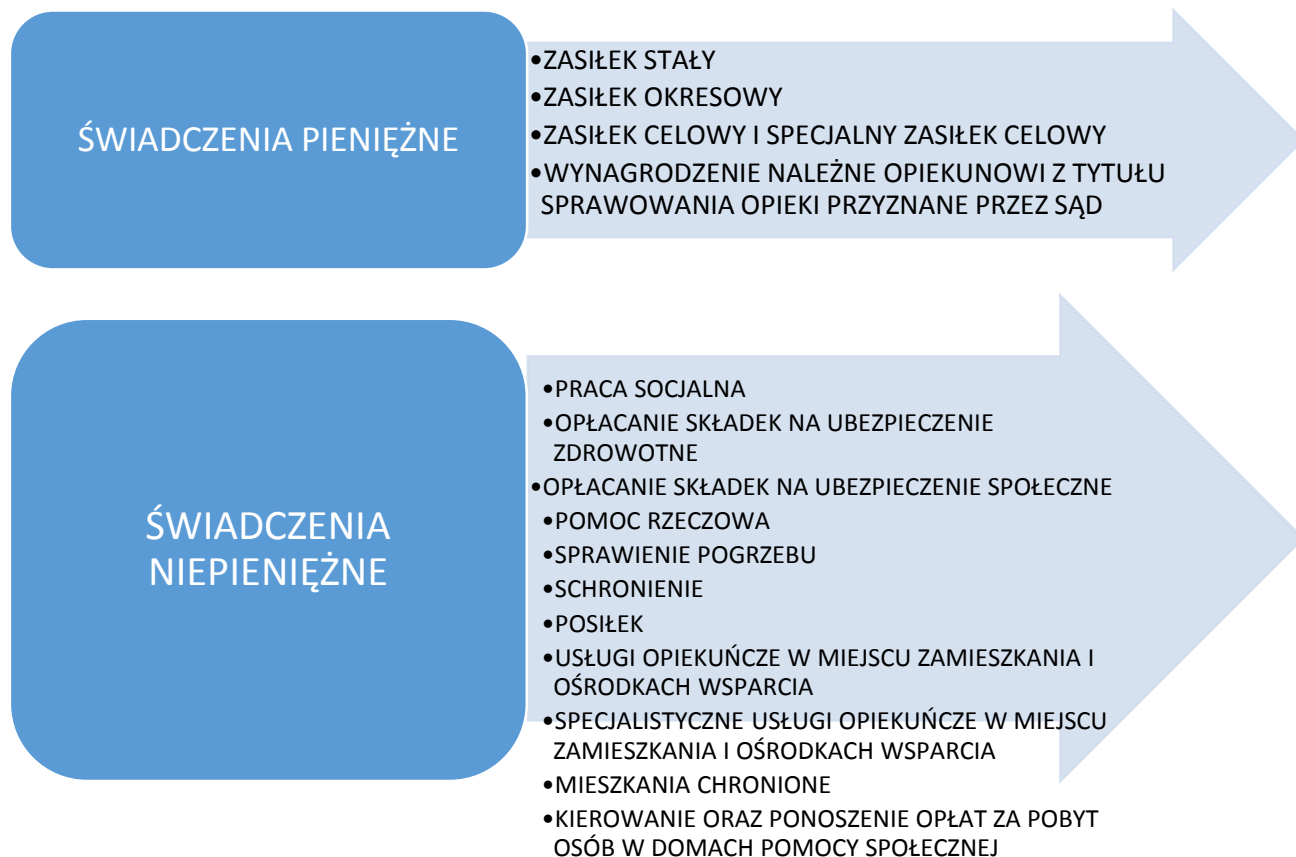 ŚWIADCZENIA PIENIĘŻNE
•ZASIŁEK STAŁY
•ZASIŁEK OKRESOWY
•ZASIŁEK CELOWY I SPECJALNY ZASIŁEK CELOWY
•WYNAGRODZENIE NALEŻNE OPIEKUNOWI Z TYTUŁU
SPRAWOWANIA OPIEKI PRZYZNANE PRZEZ SĄD
ŚWIADCZENIA
NIEPIENIĘŻNE
•PRACA SOCJALNA
•OPŁACANIE SKŁADEK NA UBEZPIECZENIE
ZDROWOTNE
•OPŁACANIE SKŁADEK NA UBEZPIECZENIE SPOŁECZNE
•POMOC RZECZOWA
•SPRAWIENIE POGRZEBU
•SCHRONIENIE
•POSIŁEK
•USŁUGI OPIEKUŃCZE W MIEJSCU ZAMIESZKANIA I
OŚRODKACH WSPARCIA
•SPECJALISTYCZNE USŁUGI OPIEKUŃCZE W MIEJSCU
ZAMIESZKANIA I OŚRODKACH WSPARCIA
•MIESZKANIA CHRONIONE
•KIEROWANIE ORAZ PONOSZENIE OPŁAT ZA POBYT
OSÓB W DOMACH POMOCY SPOŁECZNEJ